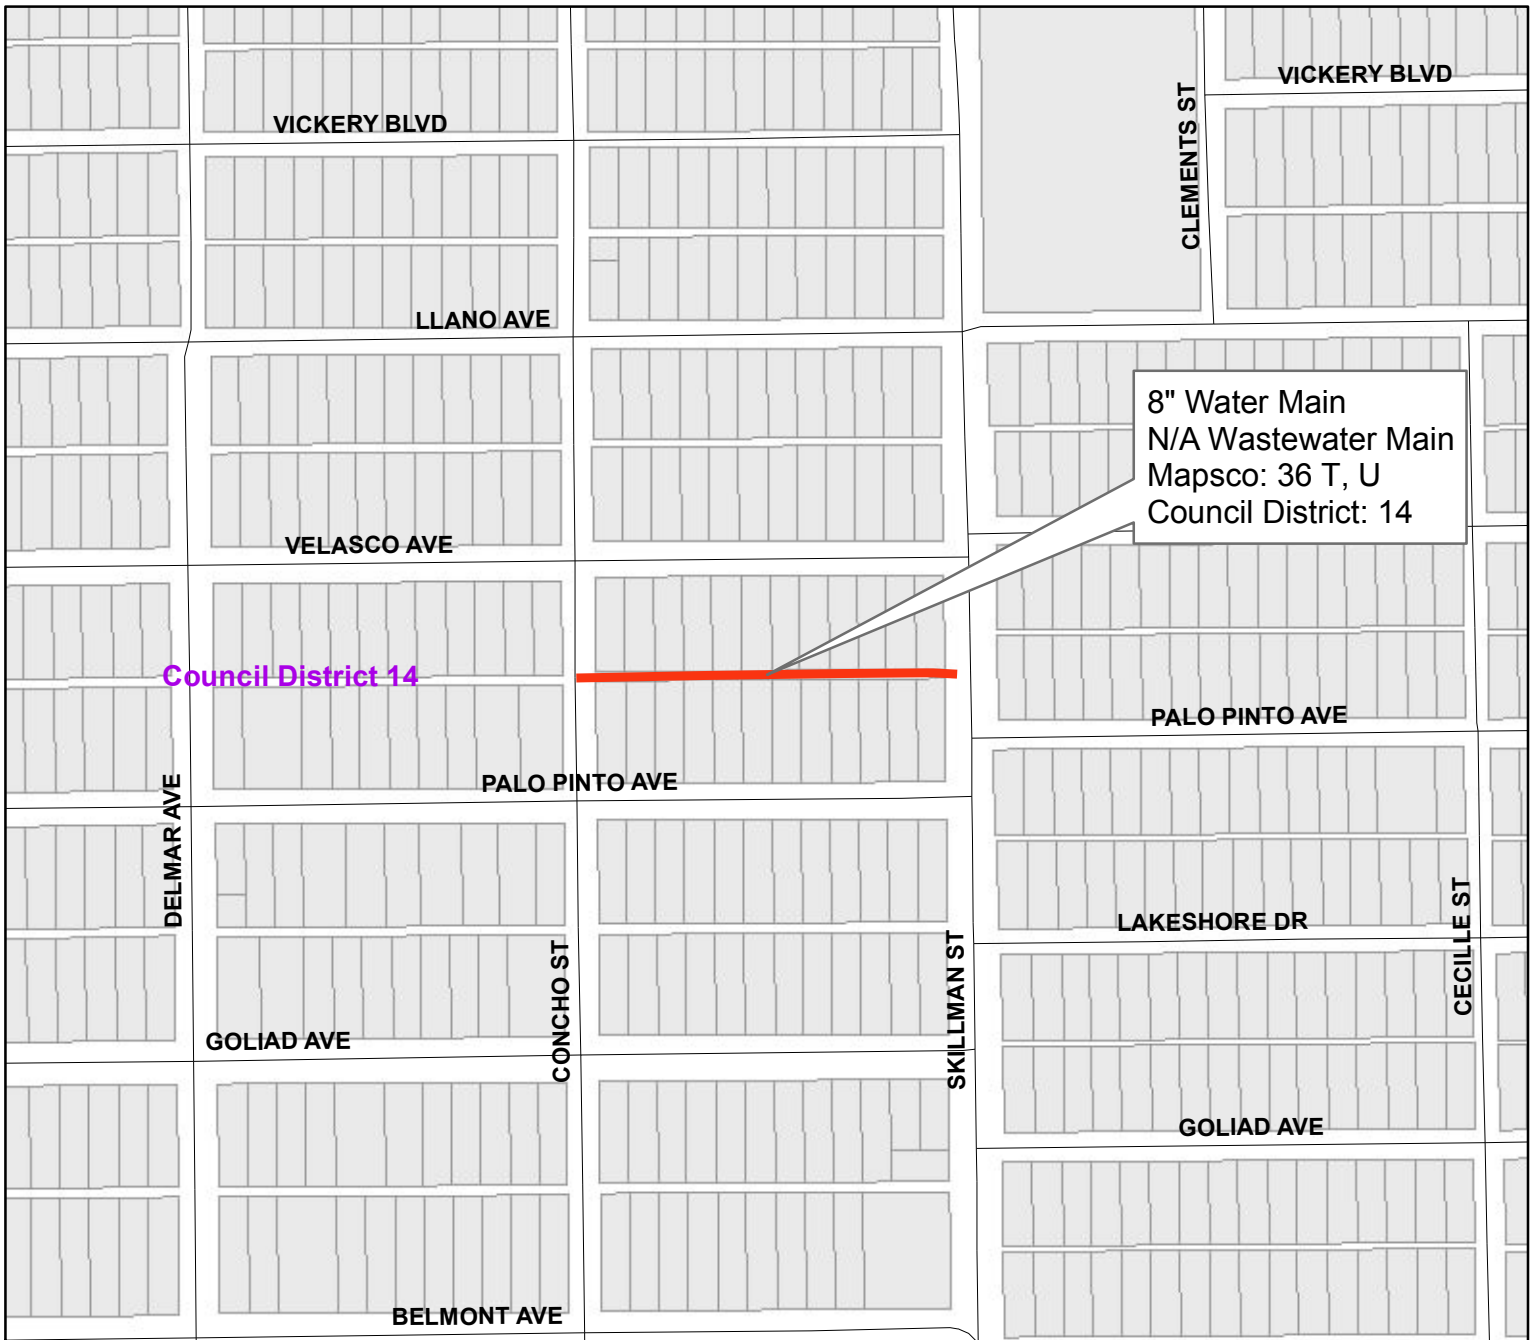 VICKERY BLVD
VICKERY BLVD
CLEMENTS ST
LLANO AVE
8" Water Main
N/A Wastewater Main
Mapsco: 36 T, U
Council District: 14
VELASCO AVE
Council District 14
PALO PINTO AVE
PALO PINTO AVE
DELMAR AVE
LAKESHORE DR
CECILLE ST
CONCHO ST
SKILLMAN ST
GOLIAD AVE
GOLIAD AVE
BELMONT AVE